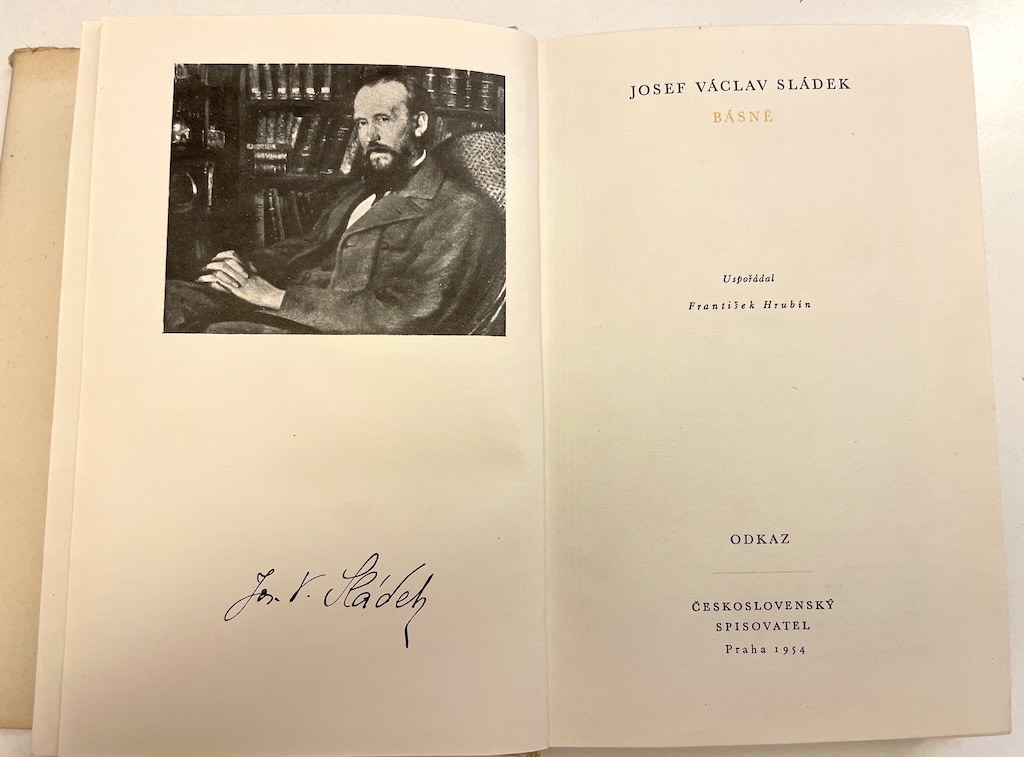 Jos. V. Sládek
JOSEF VÁCLAV SLÁDEK
BÁSNĚ
Uspořádal
František Hrubín
ODKAZ
ČESKOSLOVENSKÝ
SPISOVATEL
Praha 1954